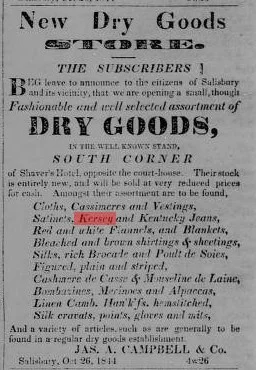 New Dry Goods
STORE.
THE SUBSCRIBERS
BEG leave to announce to the citizens of Salisbury
and its vicinity, that we are opening a small, though
Fashionable and well selected assortment of
DRY GOODS,
IN THE WELL KNOWN STAND,
SOUTH CORNER
of Shaver's Hotel, opposite the court-house. Their stock
is entirely new, and will be sold at very reduced prices
for cash. Amongst their assortment are to be found,
Cloths, Cassimeres and Vestings,
Satinets, Kersey and Kentucky Jeans,
Red and white Flannels, and Blankets,
Bleached and brown shirtings & sheetings,
Silks, rich Brocade and Poult de Soies,
Figured, plain and striped,
Cashmere de Casse & Mouseline de Laine,
Bombazines, Merinoes and Alpaccas,
Linen Camb. Han'kfs. hemstitched,
Silk cravats, points, gloves and mits,
And a variety of articles such as are generally to be
found in a regular dry goods establishment.
JAS. A. CAMPBELL & Co.
Salisbury, Oct 26, 1844 4w26